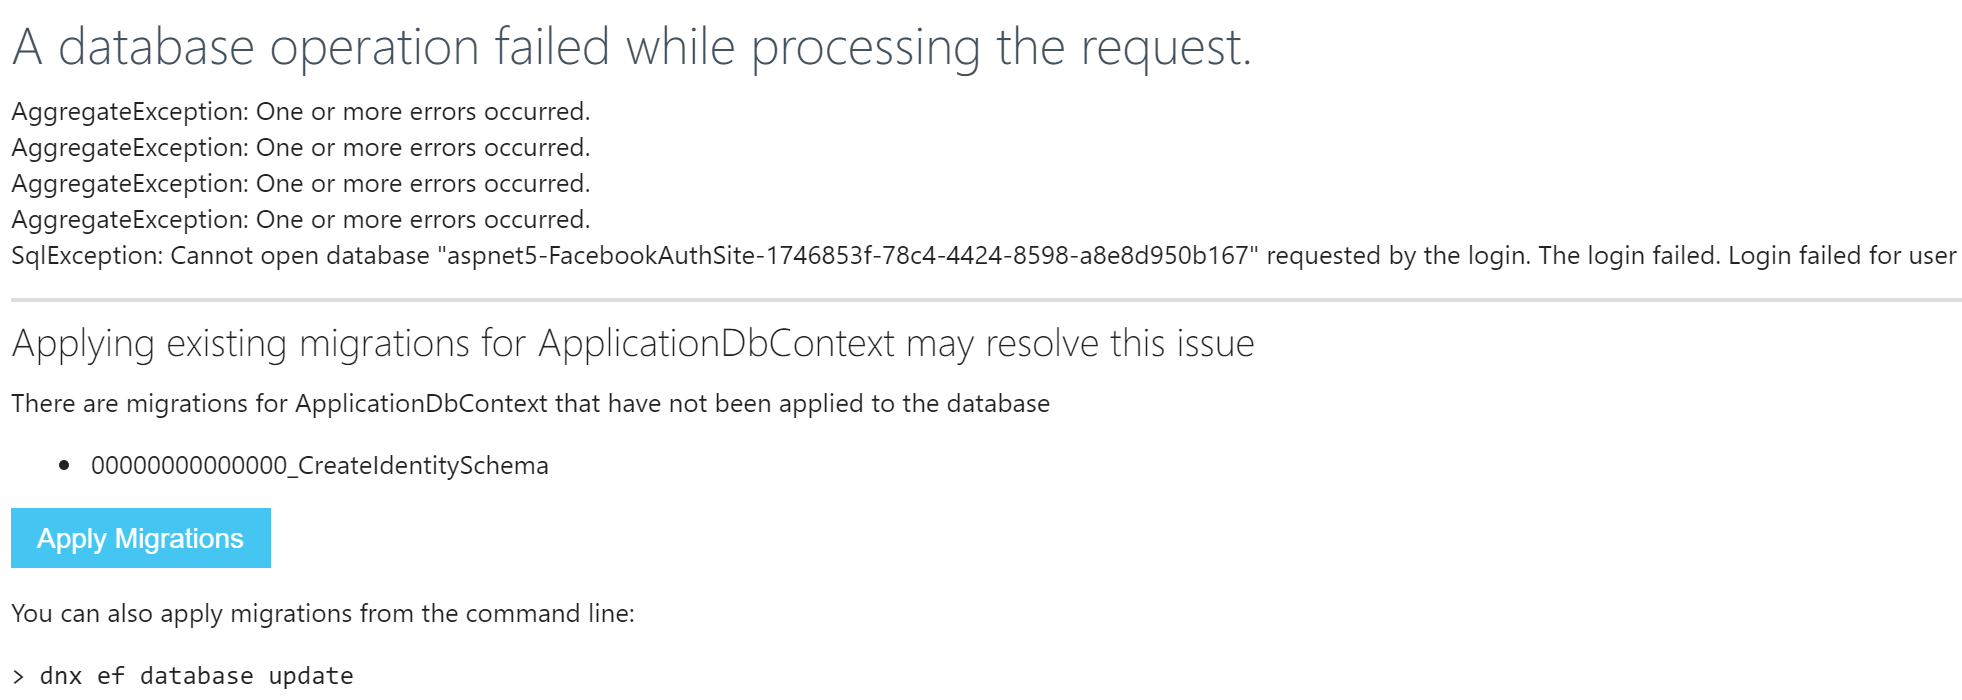 A database operation failed while processing the request.
AggregateException: One or more errors occurred.
AggregateException: One or more errors occurred.
AggregateException: One or more errors occurred.
AggregateException: One or more errors occurred.
SqlException: Cannot open database "aspnet5-FacebookAuthSite-1746853f-78c4-4424-8598-a8e8d950b167" requested by the login. The login failed. Login failed for user
Applying existing migrations for ApplicationDbContext may resolve this issue
There are migrations for ApplicationDbContext that have not been applied to the database
• 00000000000000_CreateIdentitySchema
Apply Migrations
You can also apply migrations from the command line:
> dnx ef database update